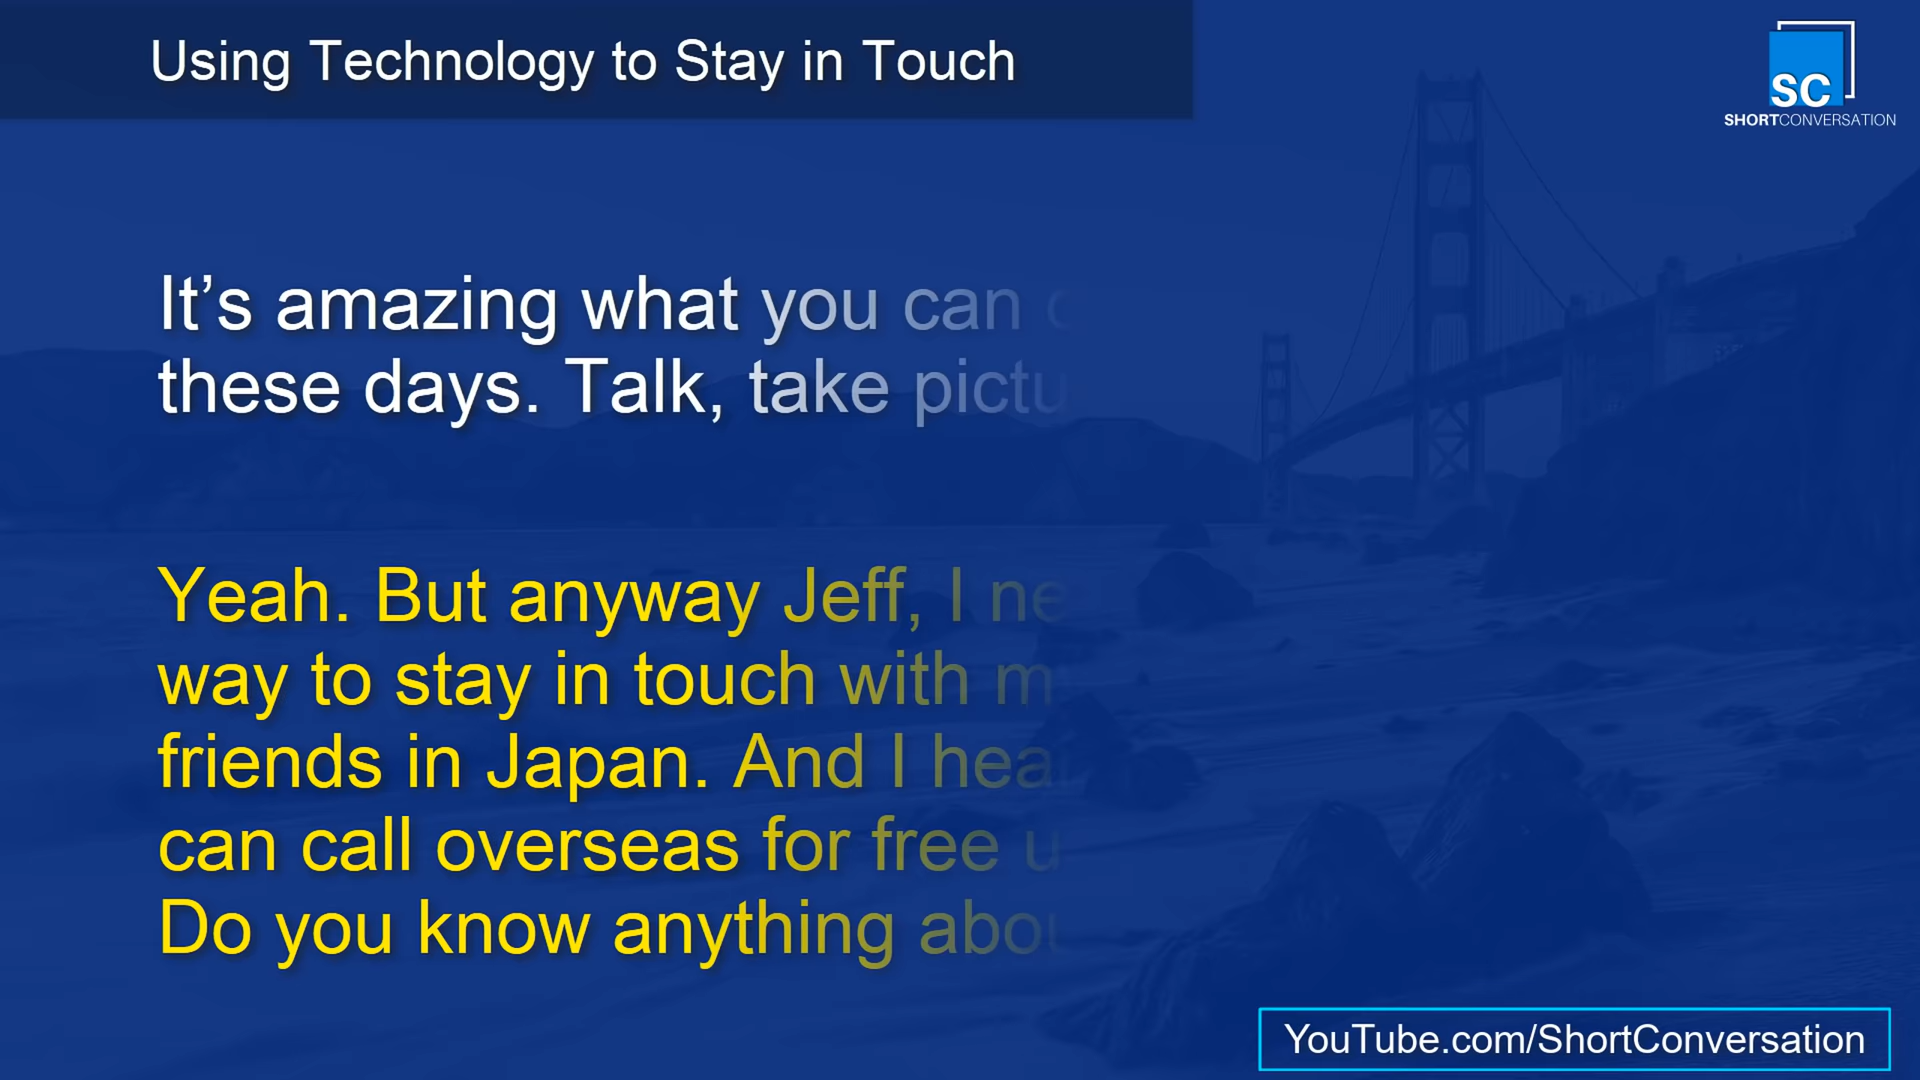 Using Technology to Stay in Touch
SC
SHORTCONVERSATION
It’s amazing what you can
these days. Talk, take
Yeah. But anyway Jeff, I
way to stay in touch with
friends in Japan. And I
can call overseas for free
Do you know anything
YouTube.com/ShortConversation